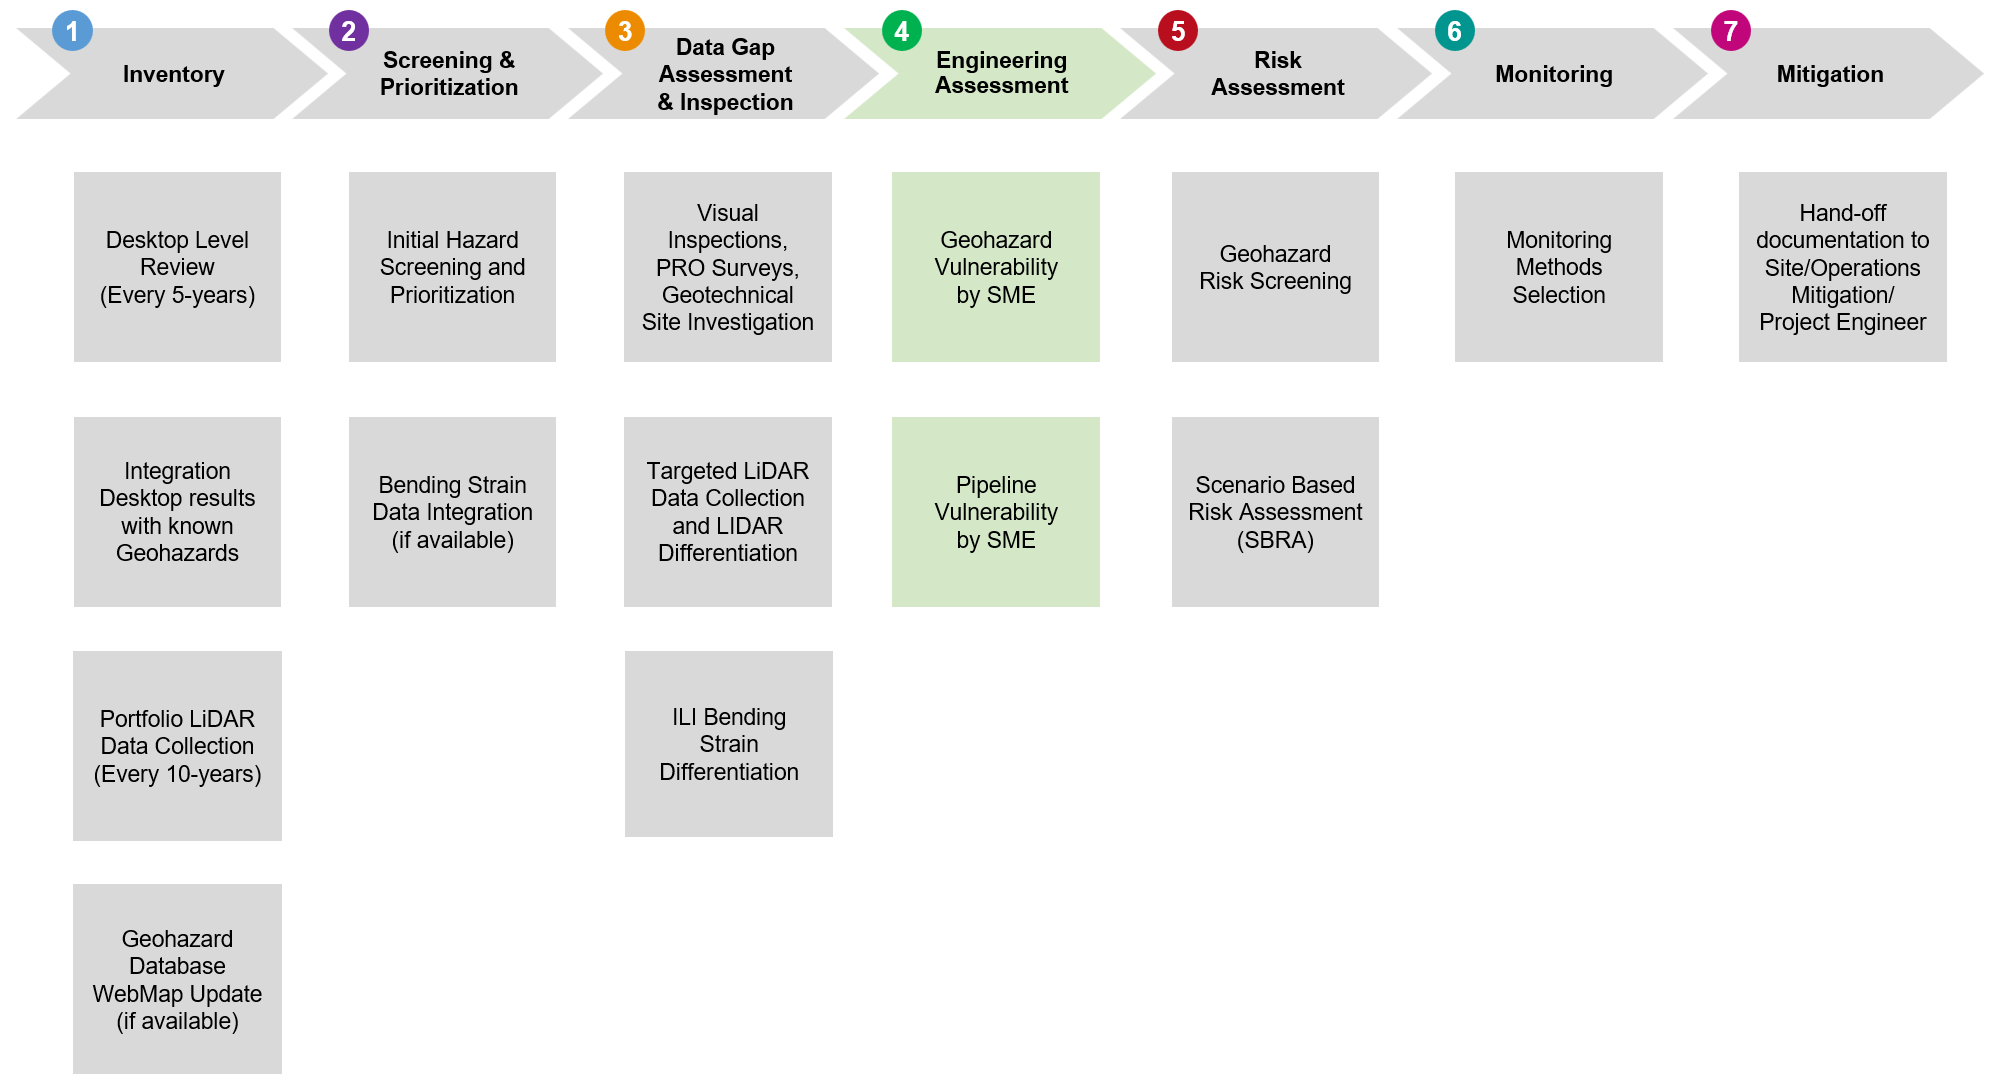 1
Inventory
2
Screening &
Prioritization
3
Data Gap
Assessment
& Inspection
4
Engineering
Assessment
5
Risk
Assessment
6
Monitoring
7
Mitigation
Desktop Level
Review
(Every 5-years)
Initial Hazard
Screening and
Prioritization
Visual
Inspections,
PRO Surveys,
Geotechnical
Site Investigation
Geohazard
Vulnerability
by SME
Geohazard
Risk Screening
Monitoring
Methods
Selection
Hand-off
documentation to
Site/Operations
Mitigation/
Project Engineer
Integration
Desktop results
with known
Geohazards
Bending Strain
Data Integration
(if available)
Targeted LiDAR
Data Collection
and LIDAR
Differentiation
Pipeline
Vulnerability
by SME
Scenario Based
Risk Assessment
(SBRA)
Portfolio LiDAR
Data Collection
(Every 10-years)
ILI Bending
Strain
Differentiation
Geohazard
Database
WebMap Update
(if available)